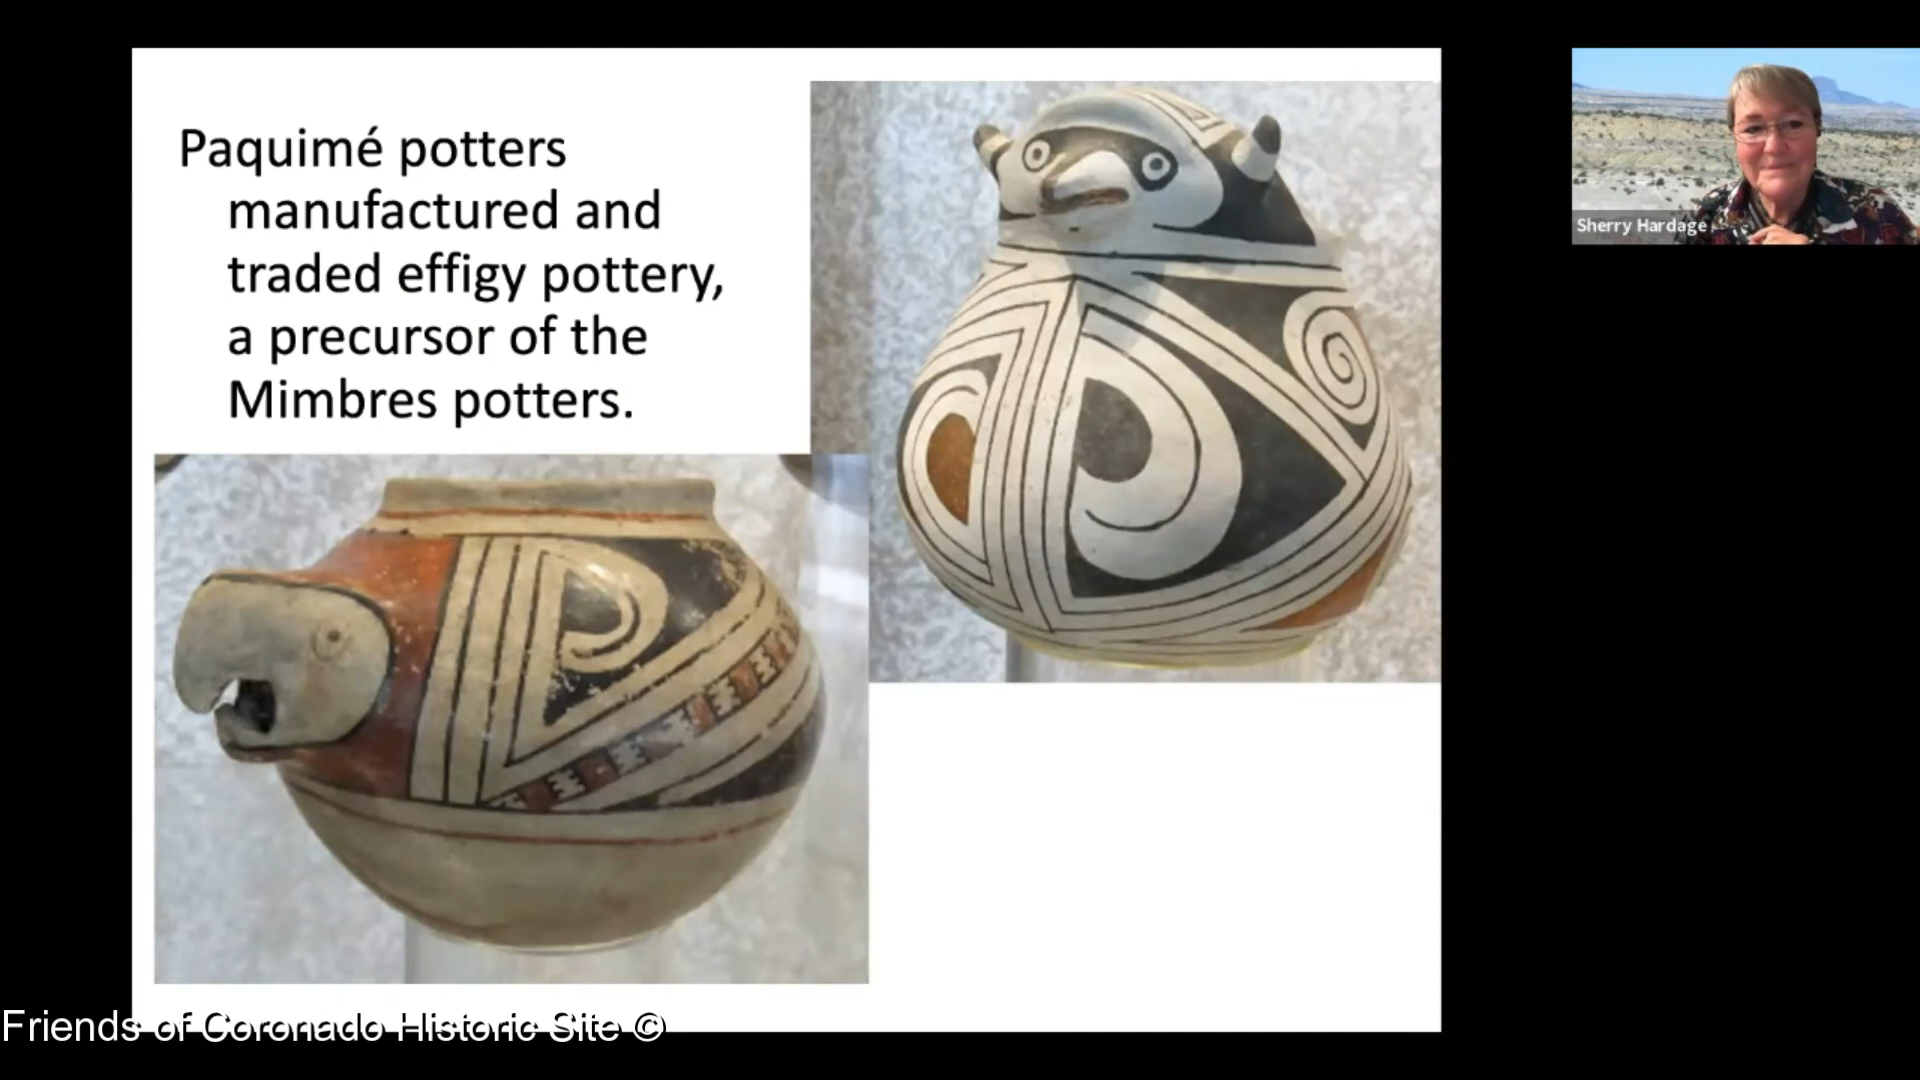 Paquimé potters
manufactured and
traded effigy pottery,
a precursor of the
Mimbres potters.
Sherry Hardage
Friends of Coronado Historic Site ©